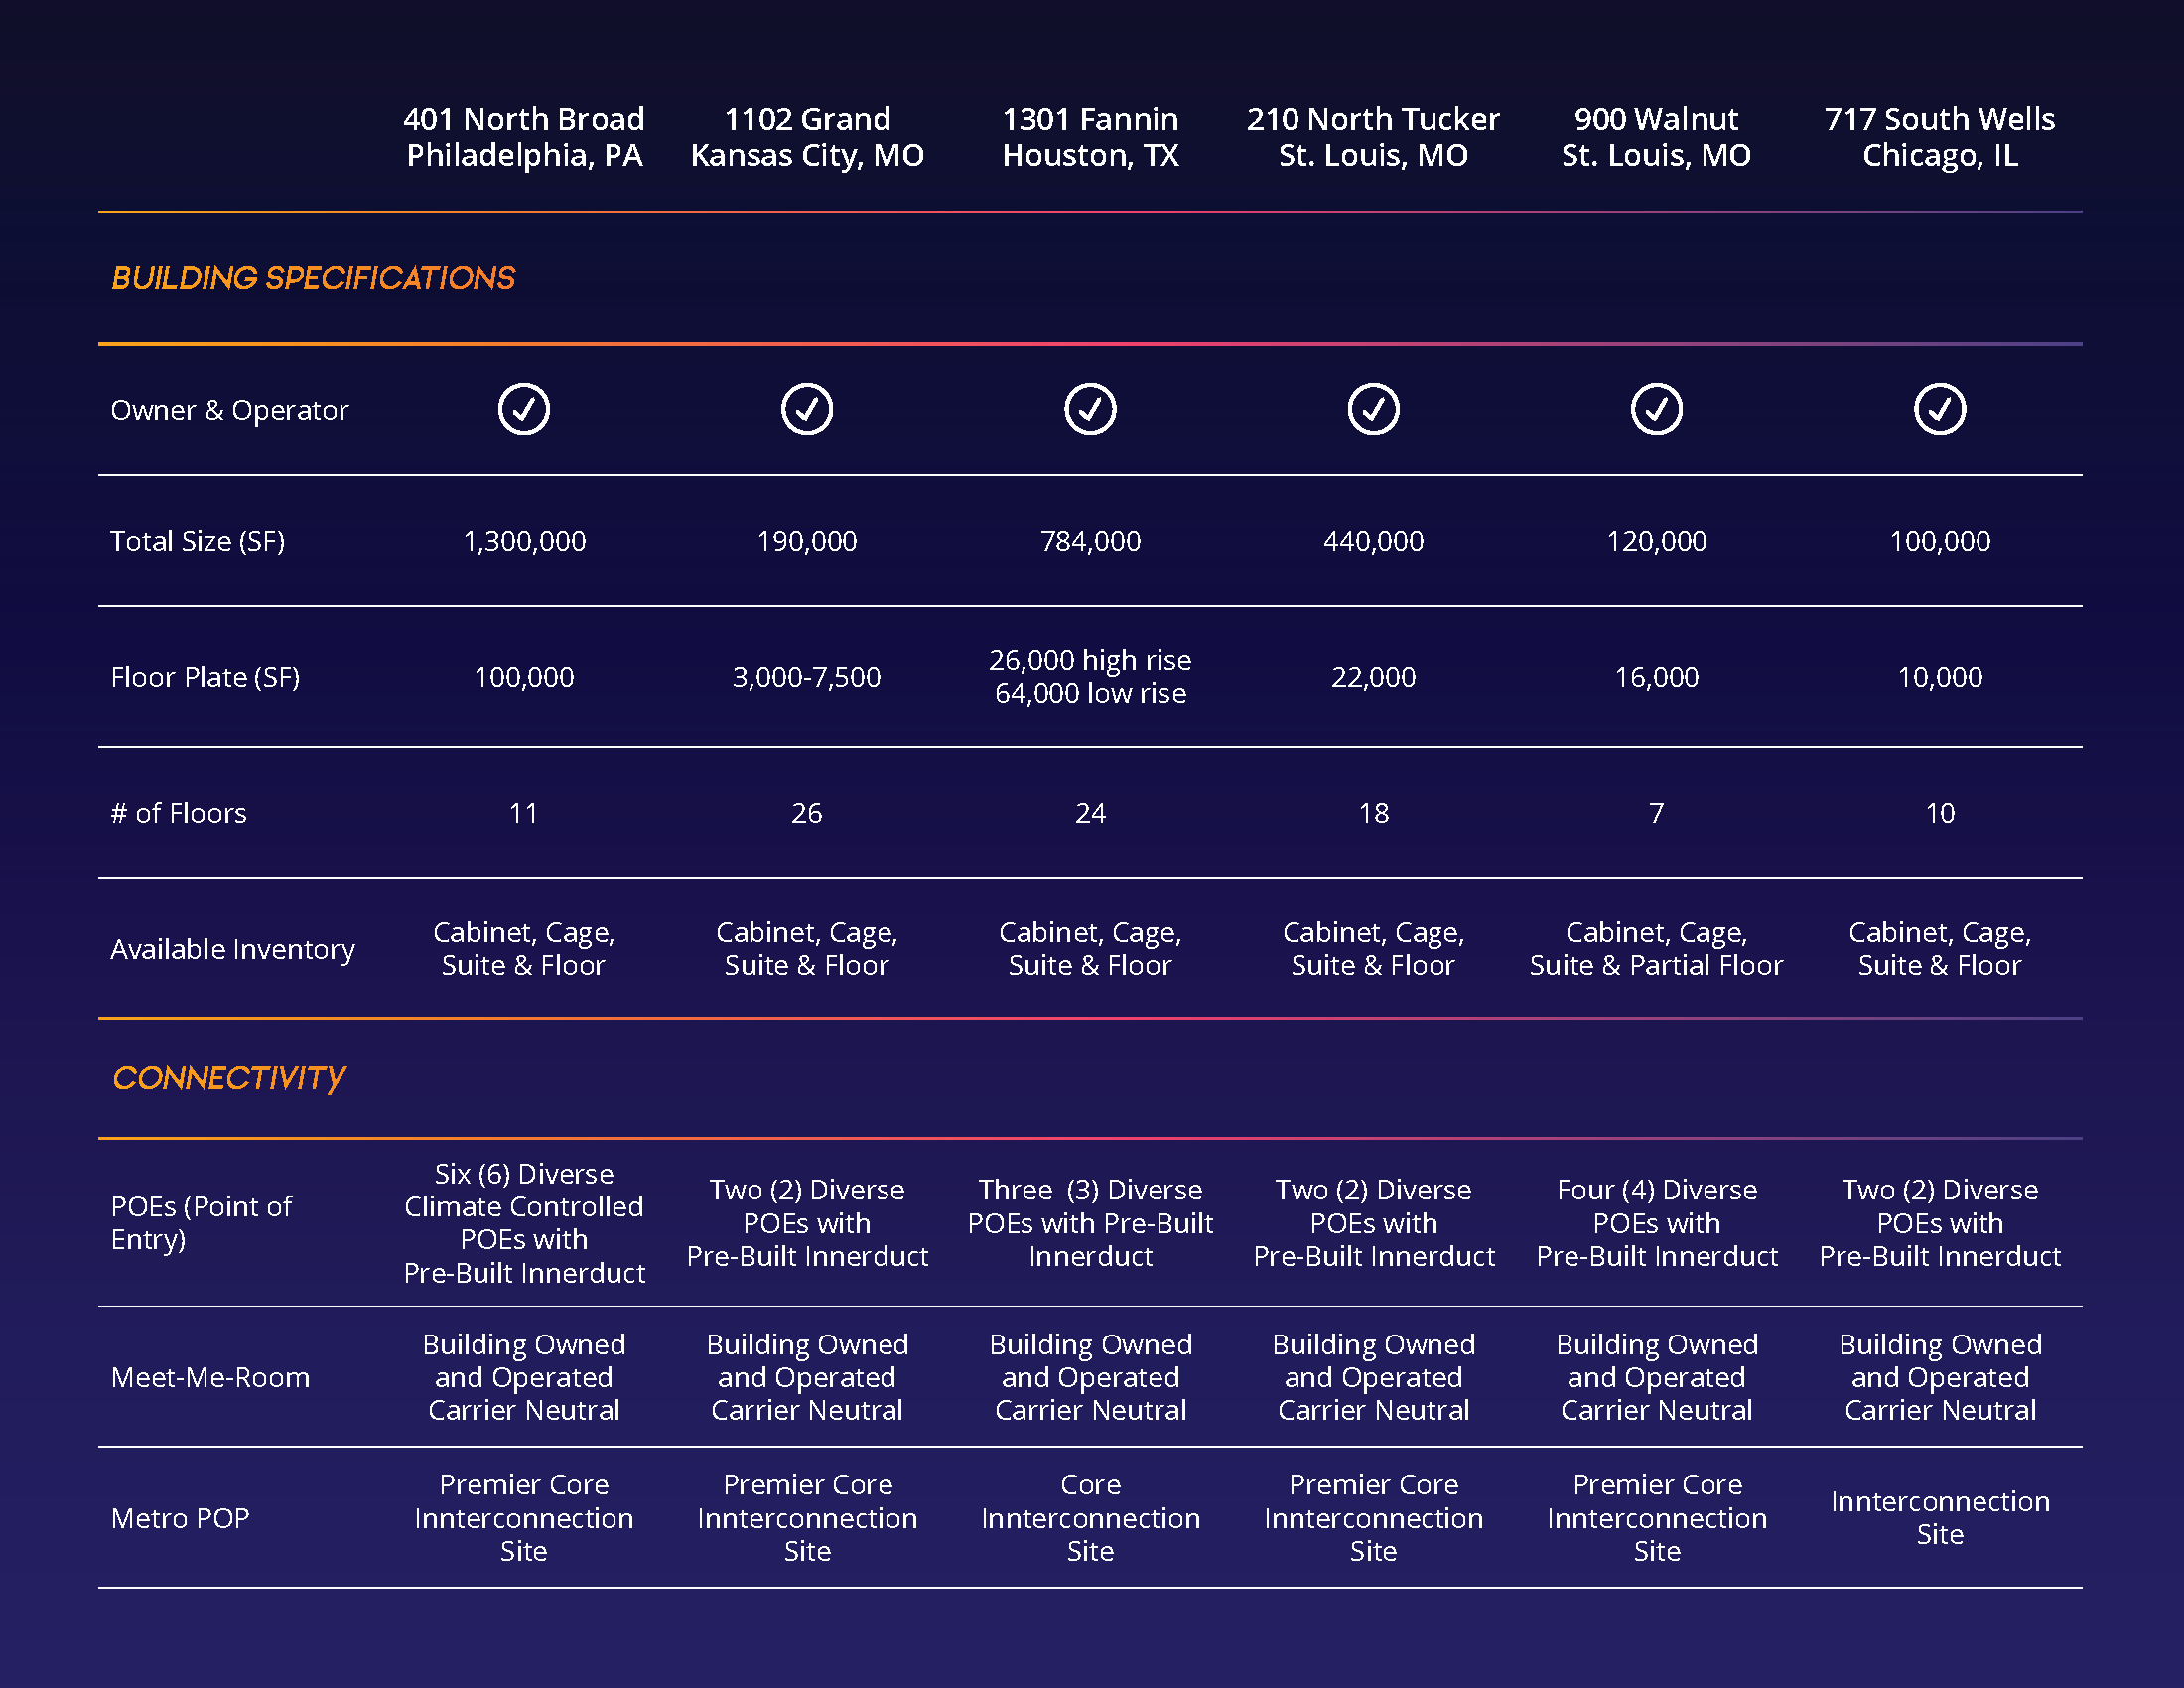 401 North Broad
Philadelphia, PA
1102 Grand
Kansas City, MO
1301 Fannin
Houston, TX
210 North Tucker
St. Louis, MO
900 Walnut
St. Louis, MO
717 South Wells
Chicago, IL
BUILDING SPECIFICATIONS
Owner & Operator
Total Size (SF)
1,300,000
190,000
784,000
440,000
120,000
100,000
Floor Plate (SF)
100,000
3,000-7,500
26,000 high rise
64,000 low rise
22,000
16,000
10,000
# of Floors
11
26
24
18
7
10
Available Inventory
Cabinet, Cage,
Suite & Floor
Cabinet, Cage,
Suite & Floor
Cabinet, Cage,
Suite & Floor
Cabinet, Cage,
Suite & Floor
Cabinet, Cage,
Suite & Partial Floor
Cabinet, Cage,
Suite & Floor
CONNECTIVITY
POEs (Point of
Entry)
Six (6) Diverse
Climate Controlled
POEs with
Pre-Built Innerduct
Two (2) Diverse
POEs with
Pre-Built Innerduct
Three (3) Diverse
POEs with Pre-Built
Innerduct
Two (2) Diverse
POEs with
Pre-Built Innerduct
Four (4) Diverse
POEs with
Pre-Built Innerduct
Two (2) Diverse
POEs with
Pre-Built Innerduct
Meet-Me-Room
Building Owned
and Operated
Carrier Neutral
Building Owned
and Operated
Carrier Neutral
Building Owned
and Operated
Carrier Neutral
Building Owned
and Operated
Carrier Neutral
Building Owned
and Operated
Carrier Neutral
Building Owned
and Operated
Carrier Neutral
Metro POP
Premier Core
Innterconnection
Site
Premier Core
Innterconnection
Site
Core
Innterconnection
Site
Premier Core
Innterconnection
Site
Premier Core
Innterconnection
Site
Innterconnection
Site